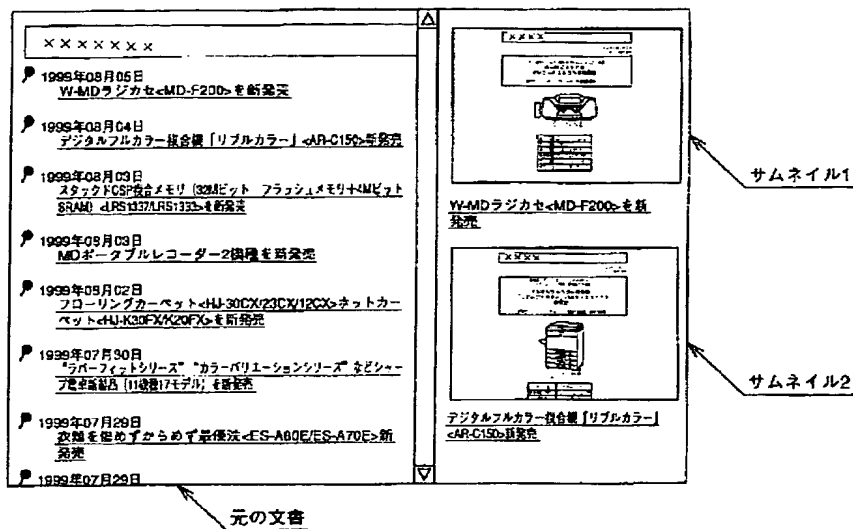 ×××××××
1999年08月05日
W-MDラジカセ<MD-F200>を新発売
1999年08月04日
デジタルフルカラー複合機「リブルカラー」<AR-C150>新発売
1999年08月03日
スタックドCSP複合メモリ (32Mビット フラッシュメモリ+4Mビット
SRAM) <LRS1337/LRS1333>を新発売
1999年08月03日
MDポータブルレコーダー2機種を新発売
1999年08月02日
フローリングカーペット<HJ-30CX/23CX/12CX>ホットカー
ペット<HJ-K30FX/K20FX>を新発売
1999年07月30日
"ラバーフィットシリーズ" "カラーバリエーションシリーズ" などシャー
プ電卓新製品 (11機種17モデル) を新発売
1999年07月29日
衣類を傷めずからめず最優洗<ES-A80E/ES-A70E>新
発売
1999年07月29日
××××
W-MDラジカセ<MD-F200>を新
発売
××××
デジタルフルカラー複合機「リブルカラー」
<AR-C150>新発売
サムネイル1
サムネイル2
元の文書